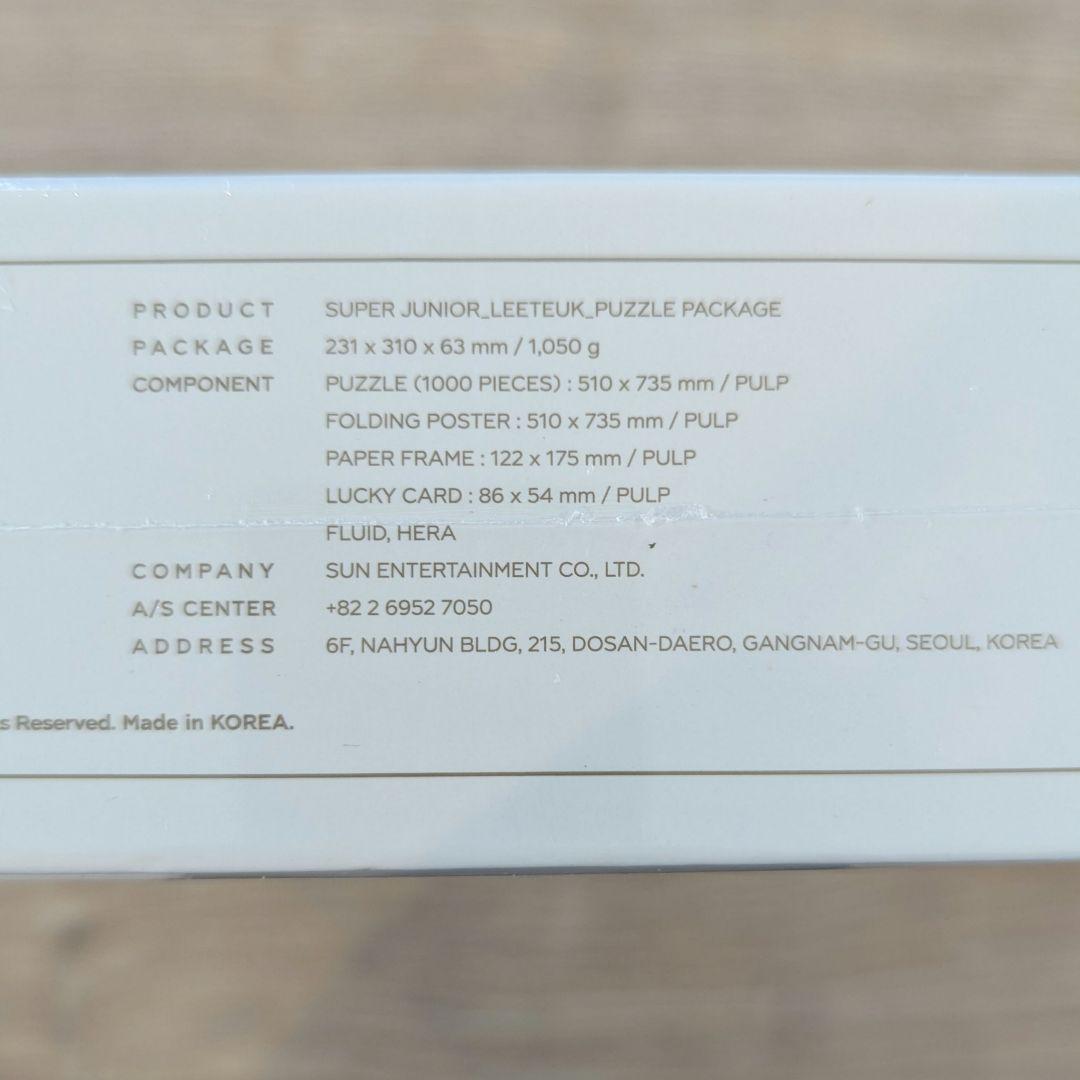 PRODUCT SUPER JUNIOR_LEETEUK_PUZZLE PACKAGE
PACKAGE 231 x 310 x 63 mm / 1,050 g
COMPONENT PUZZLE (1000 PIECES) : 510 x 735 mm / PULP
FOLDING POSTER : 510 x 735 mm / PULP
PAPER FRAME : 122 x 175 mm / PULP
LUCKY CARD : 86 x 54 mm / PULP
FLUID, HERA
COMPANY SUN ENTERTAINMENT CO., LTD.
A/S CENTER +82 2 6952 7050
ADDRESS 6F, NAHYUN BLDG, 215, DOSAN-DAERO, GANGNAM-GU, SEOUL, KOREA
s Reserved. Made in KOREA.